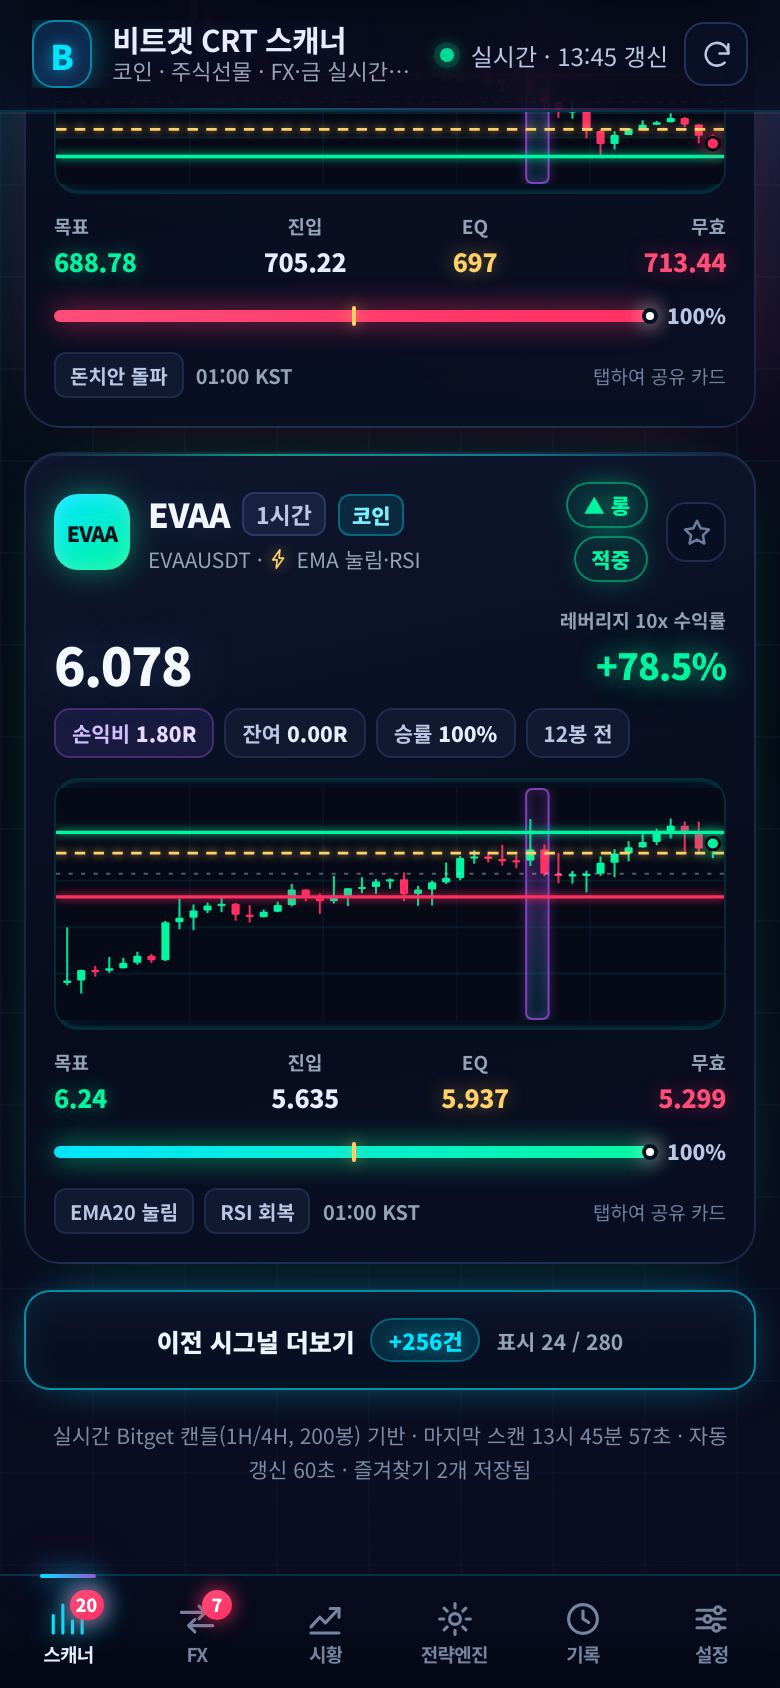 B
비트겟 CRT 스캐너
코인 · 주식선물 · FX·금 실시간…
실시간 · 13:45 갱신
목표 진입 EQ 무효
688.78 705.22 697 713.44
100%
돈치안 돌파 01:00 KST 탭하여 공유 카드
EVAA
EVAA 1시간 코인
EVAAUSDT · EMA 눌림·RSI
▲ 롱
적중
레버리지 10x 수익률
6.078 +78.5%
손익비 1.80R 잔여 0.00R 승률 100% 12봉 전
목표 진입 EQ 무효
6.24 5.635 5.937 5.299
100%
EMA20 눌림 RSI 회복 01:00 KST 탭하여 공유 카드
이전 시그널 더보기 +256건 표시 24 / 280
실시간 Bitget 캔들(1H/4H, 200봉) 기반 · 마지막 스캔 13시 45분 57초 · 자동
갱신 60초 · 즐겨찾기 2개 저장됨
20 7
스캐너 FX 시황 전략엔진 기록 설정